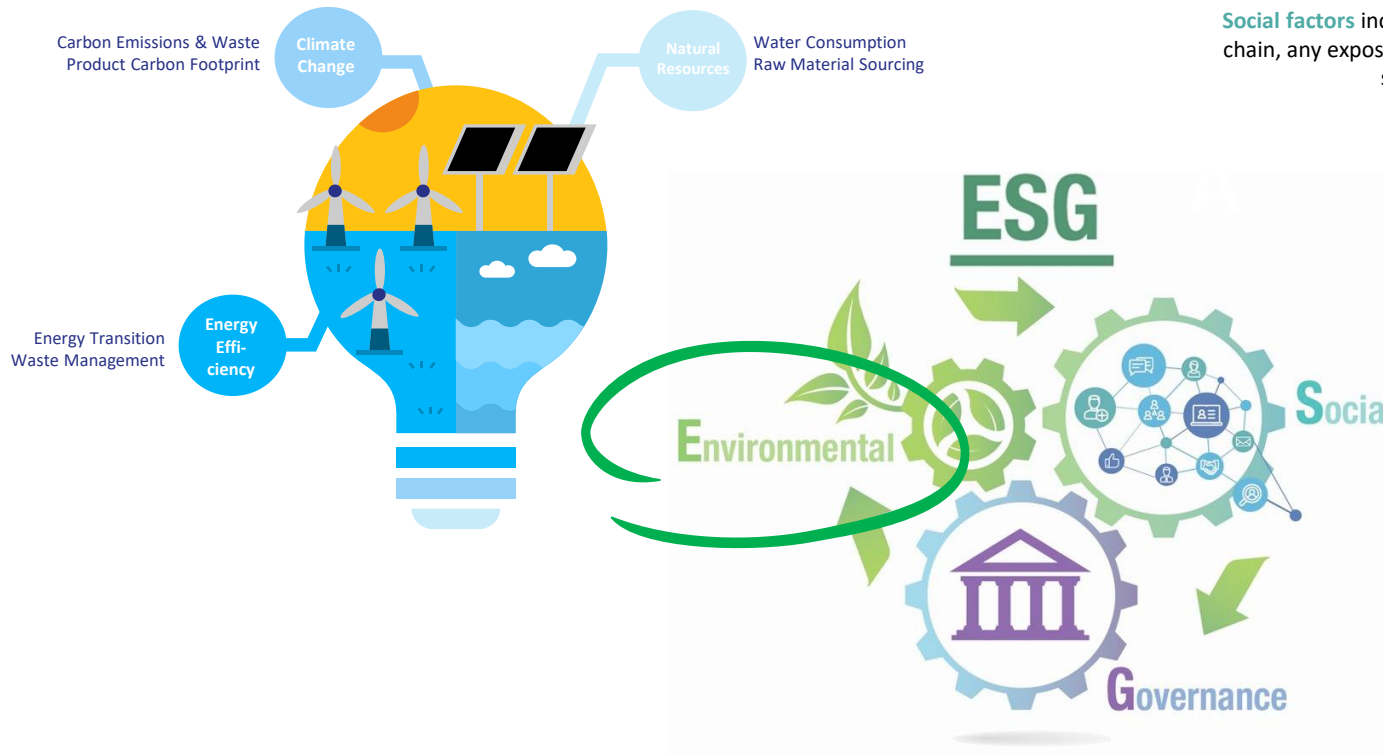 Social factors
chain, any
Carbon Emissions & Waste
Product Carbon Footprint
Climate
Change
Natural
Resources
Water Consumption
Raw Material Sourcing
ESG
A
Energy Transition
Waste Management
Energy
Effi-
ciency
Environmental
Governance